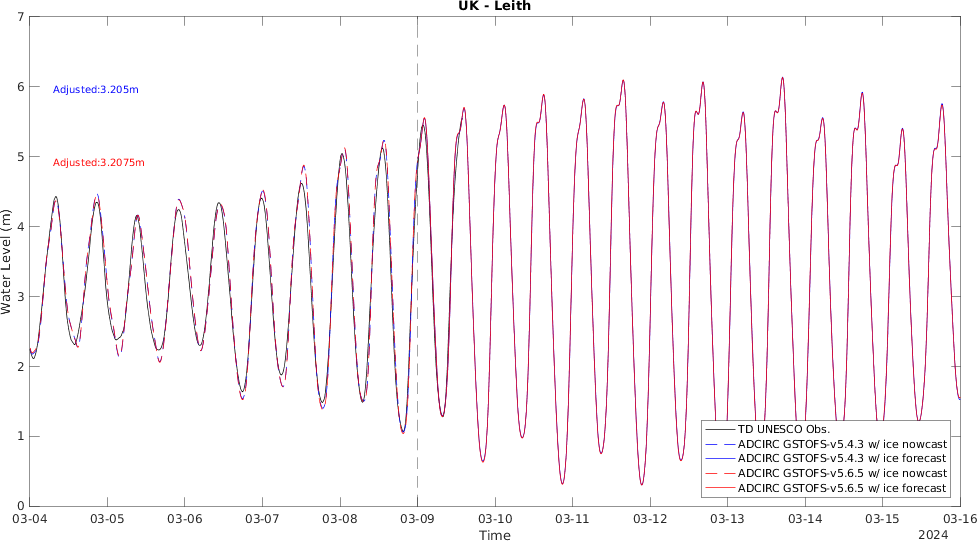 UK - Leith
7
6
5
4
3
2
1
0
Water Level (m)
Adjusted:3.205m
Adjusted:3.2075m
TD UNESCO Obs.
ADCIRC GSTOFS-v5.4.3 w/ ice nowcast
ADCIRC GSTOFS-v5.4.3 w/ ice forecast
ADCIRC GSTOFS-v5.6.5 w/ ice nowcast
ADCIRC GSTOFS-v5.6.5 w/ ice forecast
03-04 03-05 03-06 03-07 03-08 03-09 03-10 03-11 03-12 03-13 03-14 03-15 03-16
Time
2024